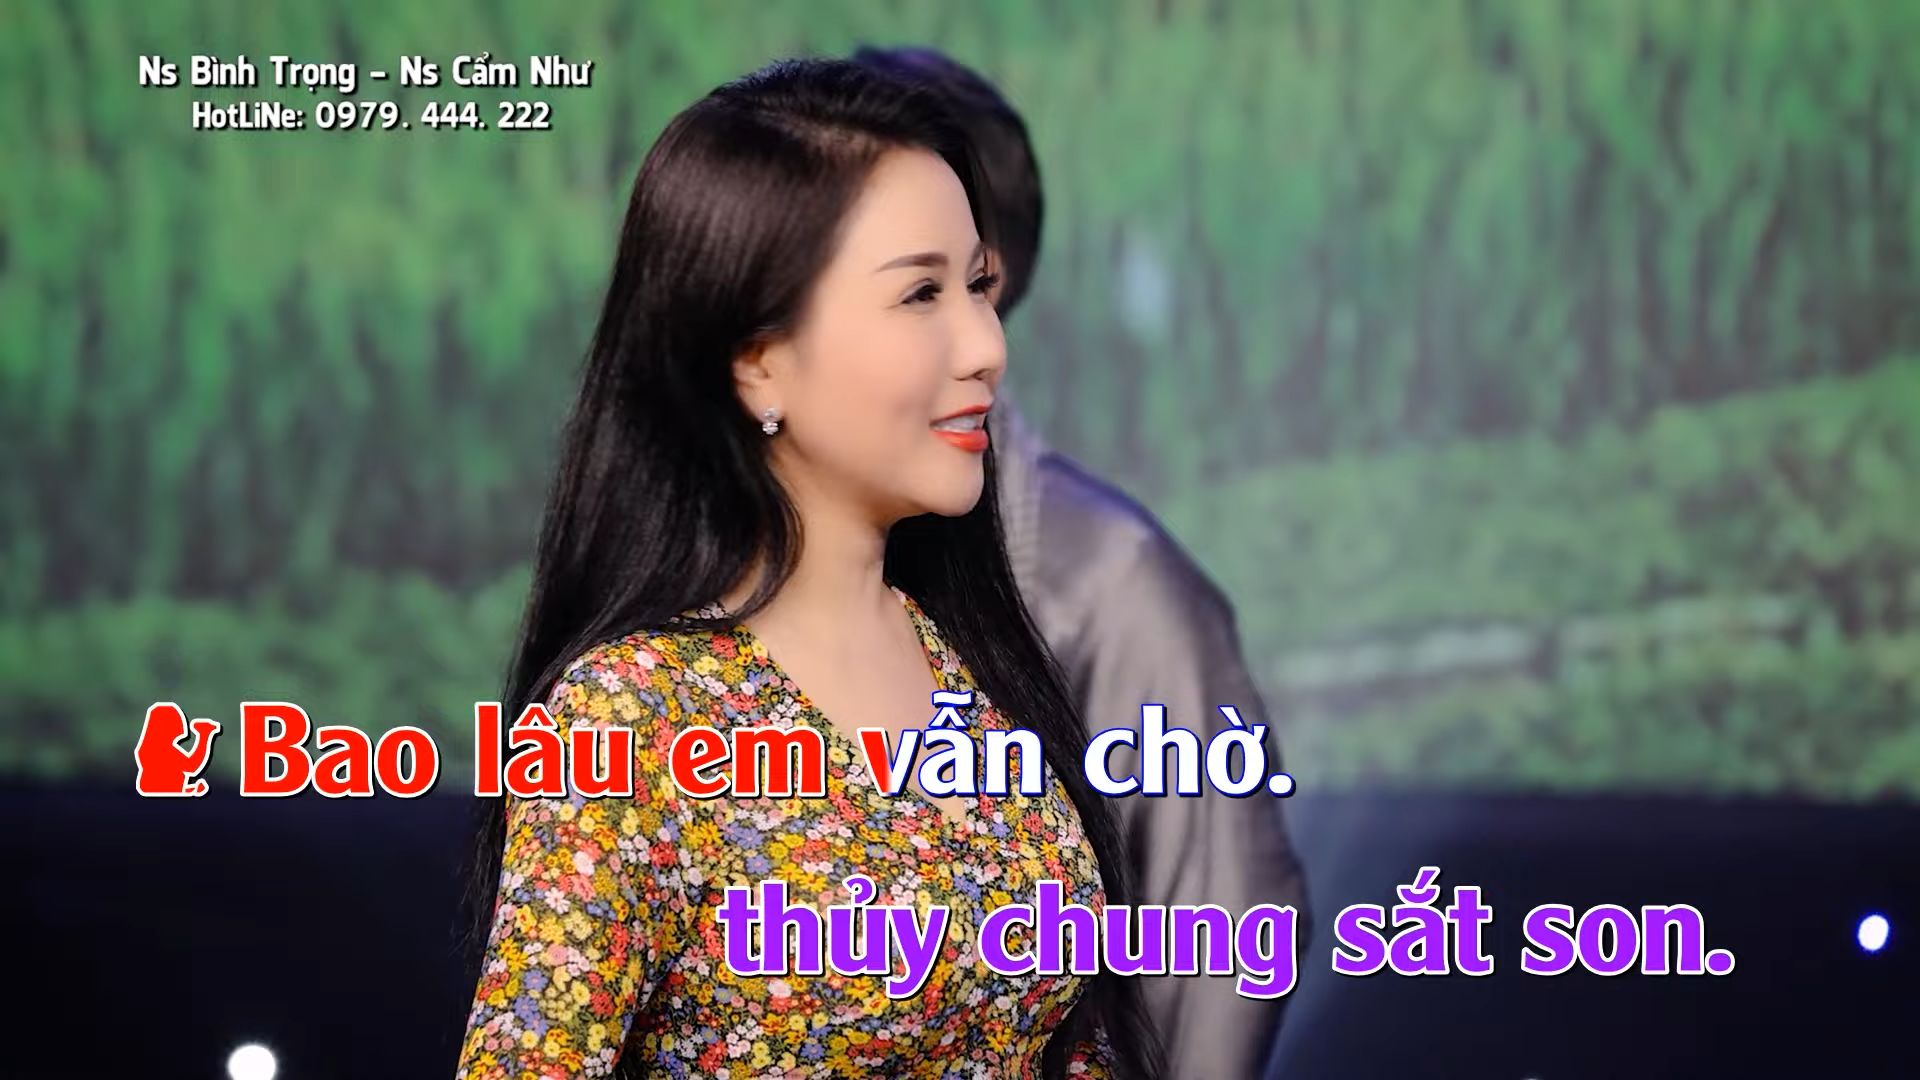 Ns Bình Trọng - Ns Cẩm Như
HotLiNe: 0979. 444. 222
Bao lâu em vẫn chờ.
thủy chung sắt son.